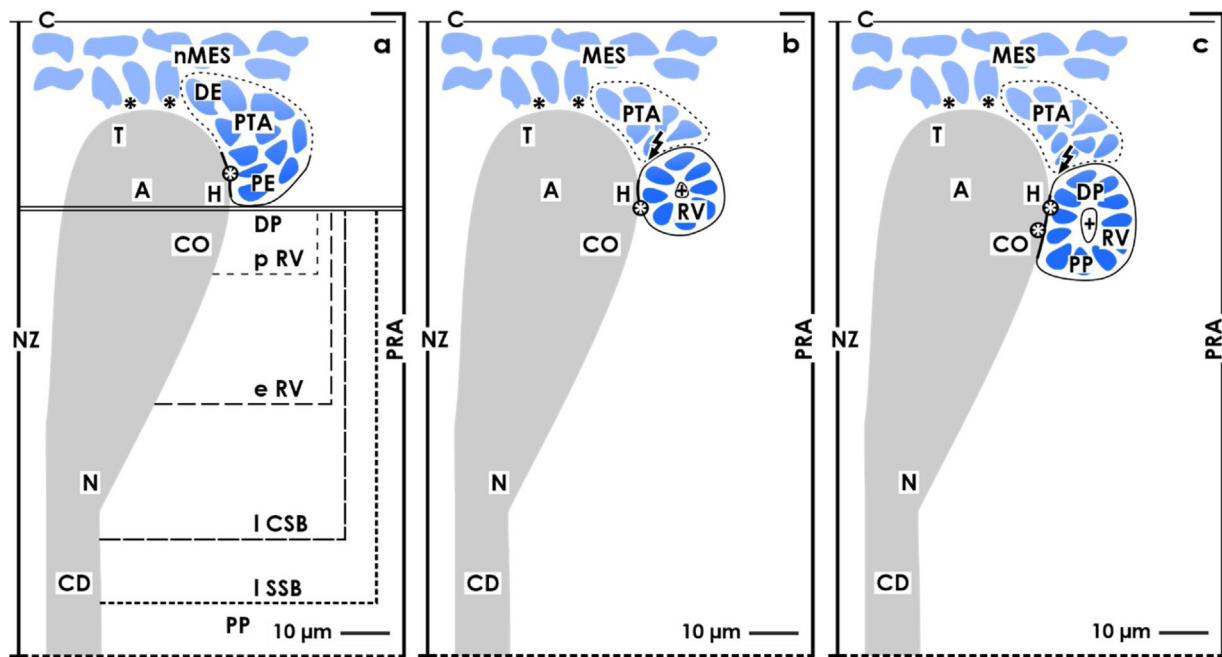 C
a
nMES
DE
* *
PTA
T
PE
A
H
DP
CO
p RV
NZ
PRA
e RV
N
l CSB
CD
l SSB
PP
10 µm
C
b
MES
* *
PTA
T
A
H
+
RV
CO
NZ
PRA
N
CD
10 µm
C
c
MES
* *
PTA
T
A
H
DP
+
CO
RV
PP
NZ
PRA
N
CD
10 µm